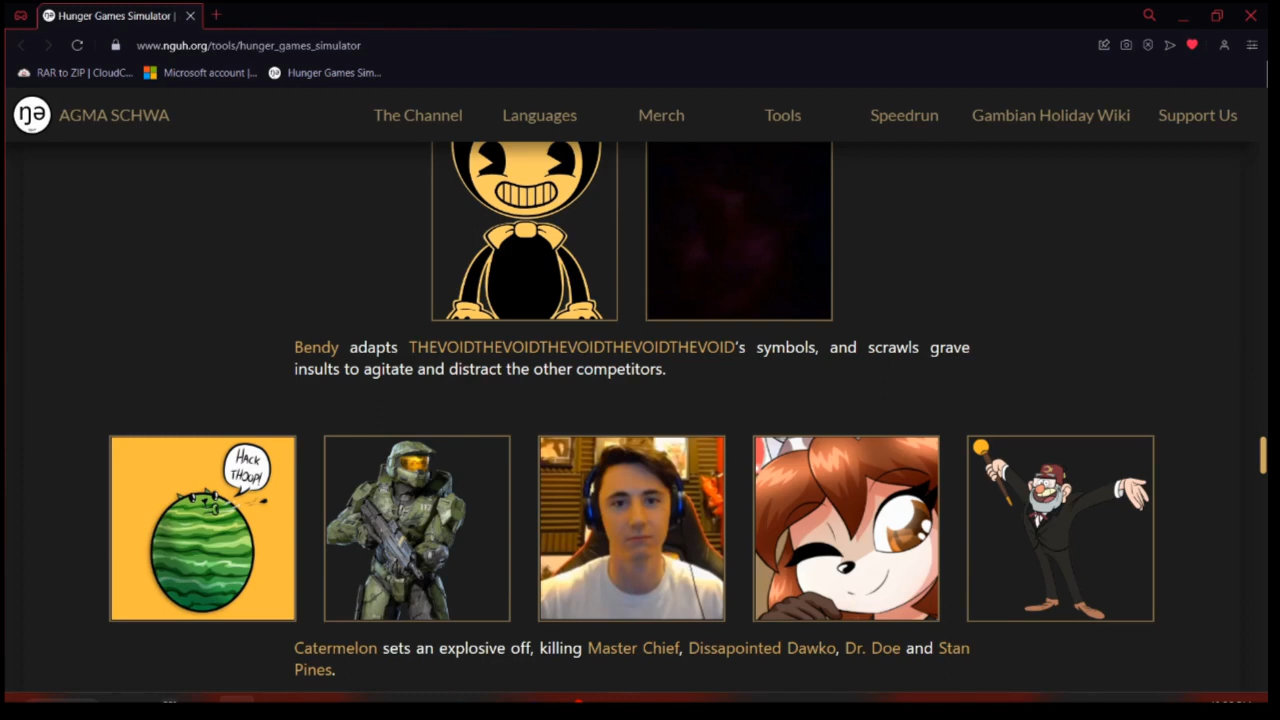 Hunger Games Simulator |
www.nguh.org/tools/hunger_games_simulator
RAR to ZIP | CloudC... Microsoft account |... Hunger Games Sim...
ŋə AGMA SCHWA The Channel Languages Merch Tools Speedrun Gambian Holiday Wiki Support Us
Bendy adapts THEVOIDTHEVOIDTHEVOIDTHEVOIDTHEVOID's symbols, and scrawls grave
insults to agitate and distract the other competitors.
HACK
THOUP!
Catermelon sets an explosive off, killing Master Chief, Dissapointed Dawko, Dr. Doe and Stan
Pines.